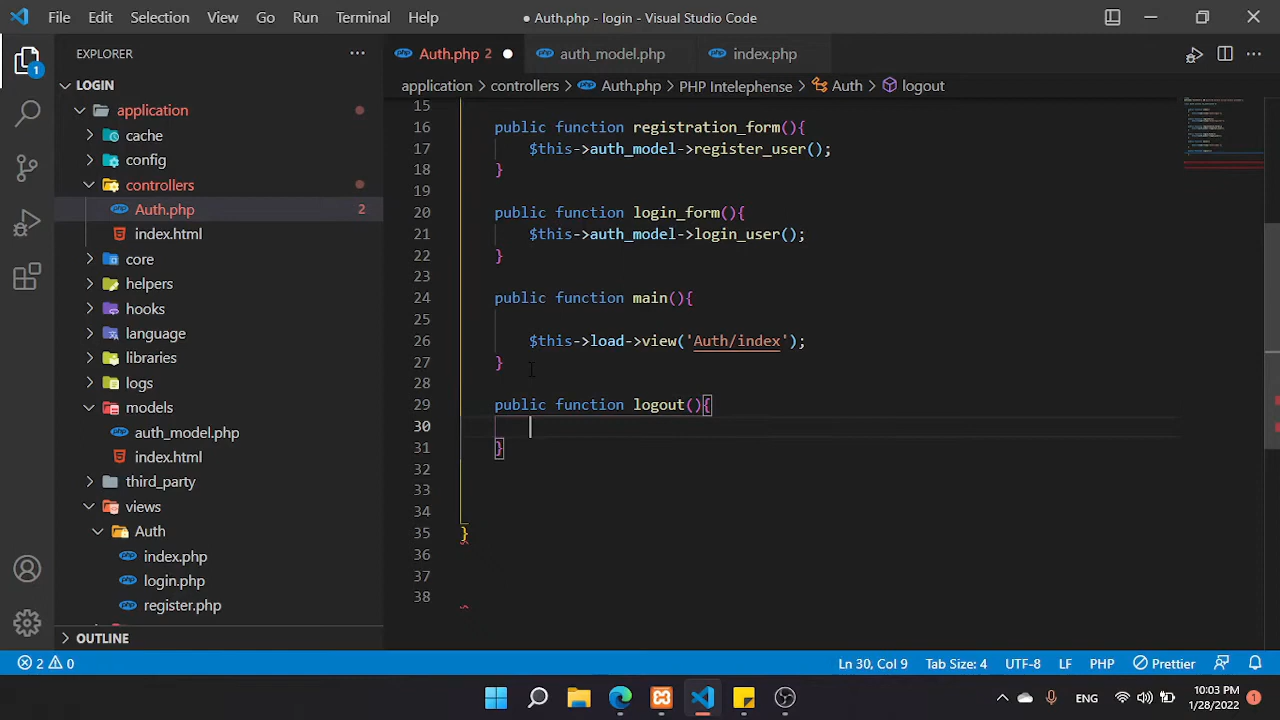 File Edit Selection View Go Run Terminal Help
● Auth.php - login - Visual Studio Code
EXPLORER
Auth.php 2
auth_model.php
index.php
LOGIN
application > controllers > Auth.php > PHP Intelephense > Auth > logout
1
application
cache
config
controllers
Auth.php 2
index.html
core
helpers
hooks
language
libraries
logs
models
auth_model.php
index.html
third_party
views
Auth
index.php
login.php
register.php
OUTLINE
15
16 public function registration_form(){
17 $this->auth_model->register_user();
18 }
19
20 public function login_form(){
21 $this->auth_model->login_user();
22 }
23
24 public function main(){
25
26 $this->load->view('Auth/index');
27 }
28
29 public function logout(){
30
31 }
32
33
34
35 }
36
37
38
2 0
Ln 30, Col 9 Tab Size: 4 UTF-8 LF PHP Prettier
ENG
10:03 PM
1/28/2022
1